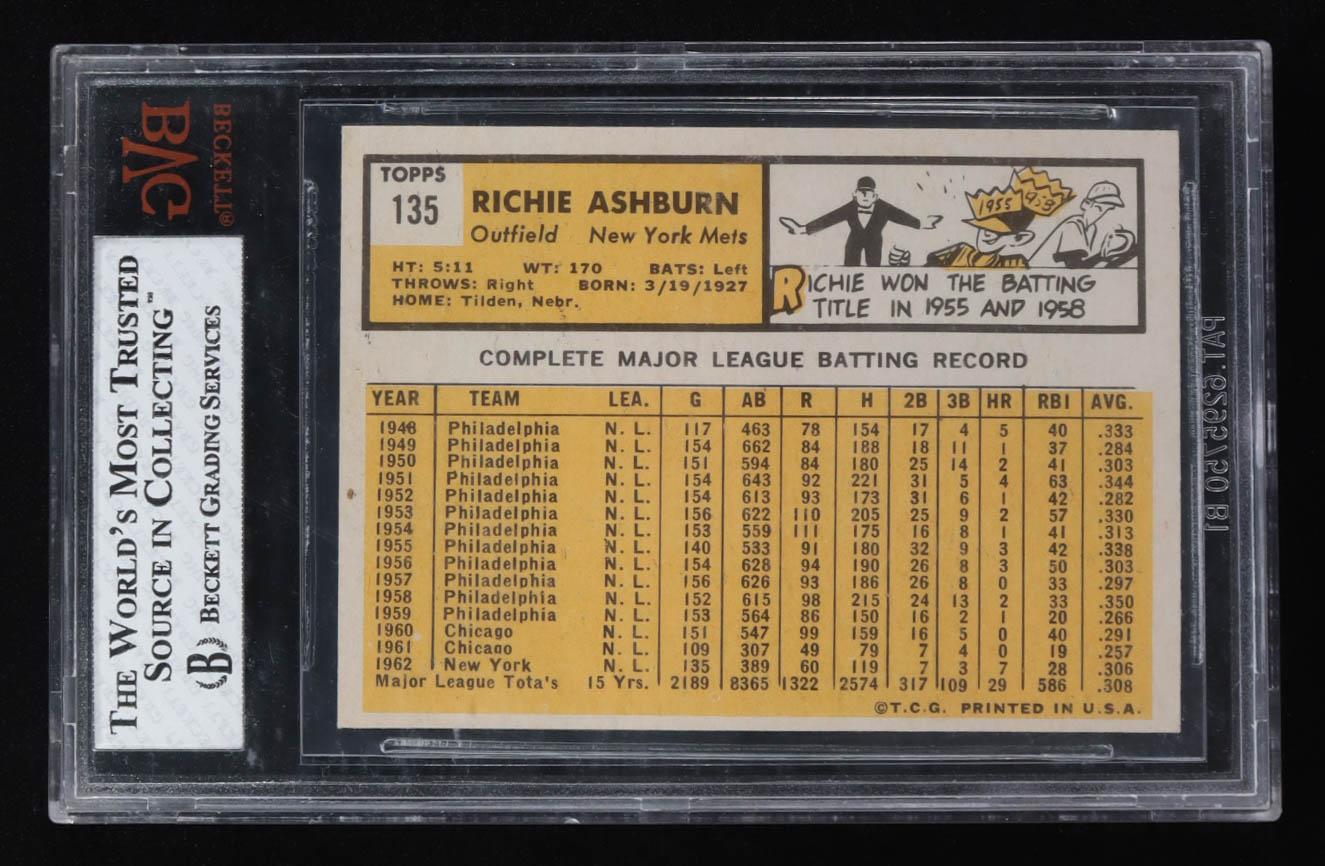 BVG
BECKETT®
THE WORLD'S MOST TRUSTED
SOURCE IN COLLECTING™
B BECKETT GRADING SERVICES
TOPPS
135
RICHIE ASHBURN
Outfield New York Mets
HT: 5:11 WT: 170 BATS: Left
THROWS: Right BORN: 3/19/1927
HOME: Tilden, Nebr.
1955 1958
RICHIE WON THE BATTING
TITLE IN 1955 AND 1958
COMPLETE MAJOR LEAGUE BATTING RECORD
YEAR TEAM LEA. G AB R H 2B 3B HR RBI AVG.
1948 Philadelphia N. L. 117 463 78 154 17 4 5 40 .333
1949 Philadelphia N. L. 154 662 84 188 18 11 1 37 .284
1950 Philadelphia N. L. 151 594 84 180 25 14 2 41 .303
1951 Philadelphia N. L. 154 643 92 221 31 5 4 63 .344
1952 Philadelphia N. L. 154 613 93 173 31 6 1 42 .282
1953 Philadelphia N. L. 156 622 110 205 25 9 2 57 .330
1954 Philadelphia N. L. 153 559 111 175 16 8 1 41 .313
1955 Philadelphia N. L. 140 533 91 180 32 9 3 42 .338
1956 Philadelphia N. L. 154 628 94 190 26 8 3 50 .303
1957 Philadelphia N. L. 156 626 93 186 26 8 0 33 .297
1958 Philadelphia N. L. 152 615 98 215 24 13 2 33 .350
1959 Philadelphia N. L. 153 564 86 150 16 2 1 20 .266
1960 Chicago N. L. 151 547 99 159 16 5 0 40 .291
1961 Chicago N. L. 109 307 49 79 7 4 0 19 .257
1962 New York N. L. 135 389 60 119 7 3 7 28 .306
Major League Tota's 15 Yrs. 2189 8365 1322 2574 317 109 29 586 .308
©T.C.G. PRINTED IN U.S.A.